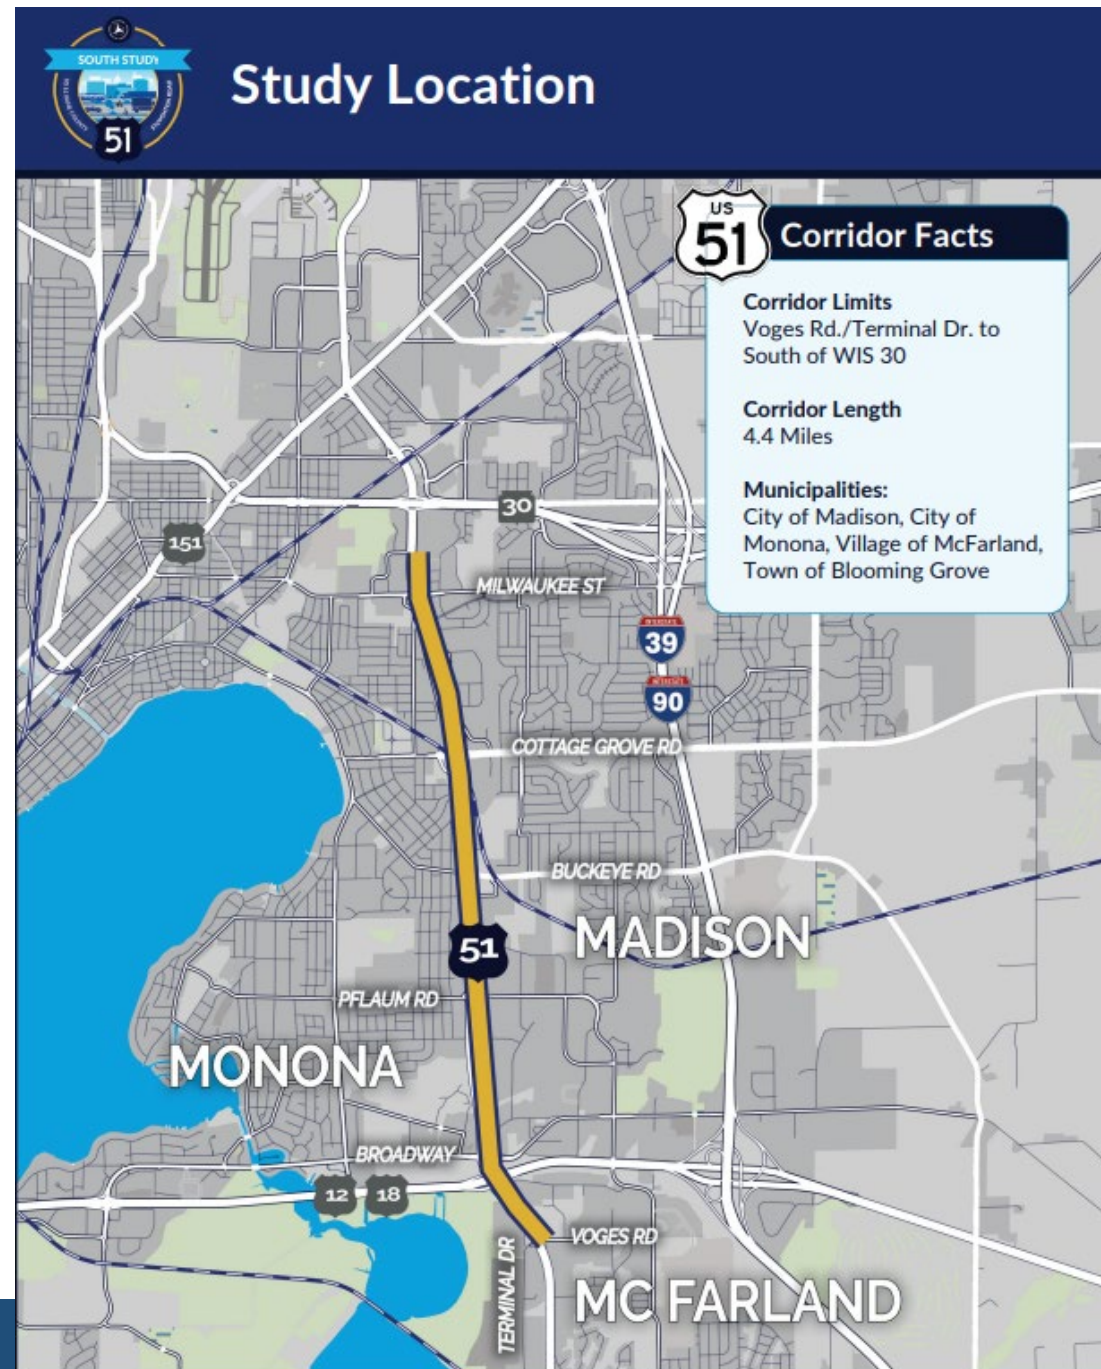 SOUTH STUDY
51
Study Location
US
51
Corridor Facts
Corridor Limits
Voges Rd./Terminal Dr. to
South of WIS 30
Corridor Length
4.4 Miles
Municipalities:
City of Madison, City of
Monona, Village of McFarland,
Town of Blooming Grove
30
151
MILWAUKEE ST
INTERSTATE
39
INTERSTATE
90
COTTAGE GROVE RD
BUCKEYE RD
MADISON
51
PFLAUM RD
MONONA
BROADWAY
12
18
VOGES RD
TERMINAL DR
MC FARLAND